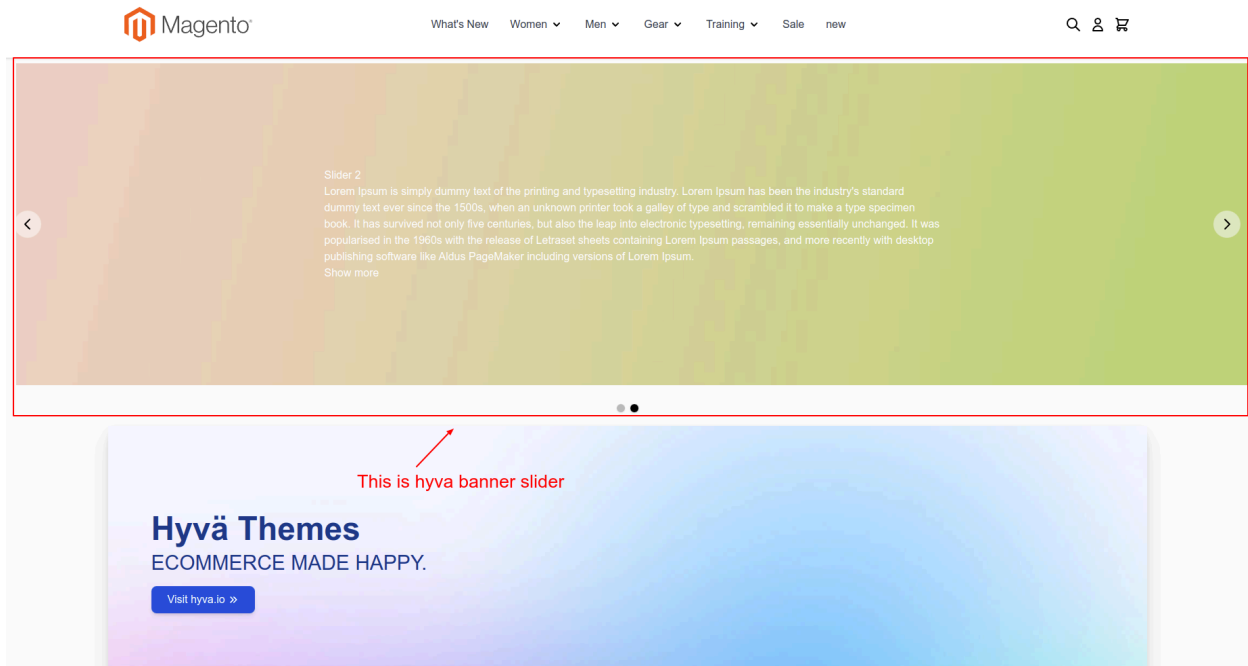 Magento
What's New Women Men Gear Training Sale new
Slider 2
Lorem Ipsum is simply dummy text of the printing and typesetting industry. Lorem Ipsum has been the industry's standard
dummy text ever since the 1500s, when an unknown printer took a galley of type and scrambled it to make a type specimen
book. It has survived not only five centuries, but also the leap into electronic typesetting, remaining essentially unchanged. It was
popularised in the 1960s with the release of Letraset sheets containing Lorem Ipsum passages, and more recently with desktop
publishing software like Aldus PageMaker including versions of Lorem Ipsum.
Show more
This is hyva banner slider
Hyvä Themes
ECOMMERCE MADE HAPPY.
Visit hyva.io »